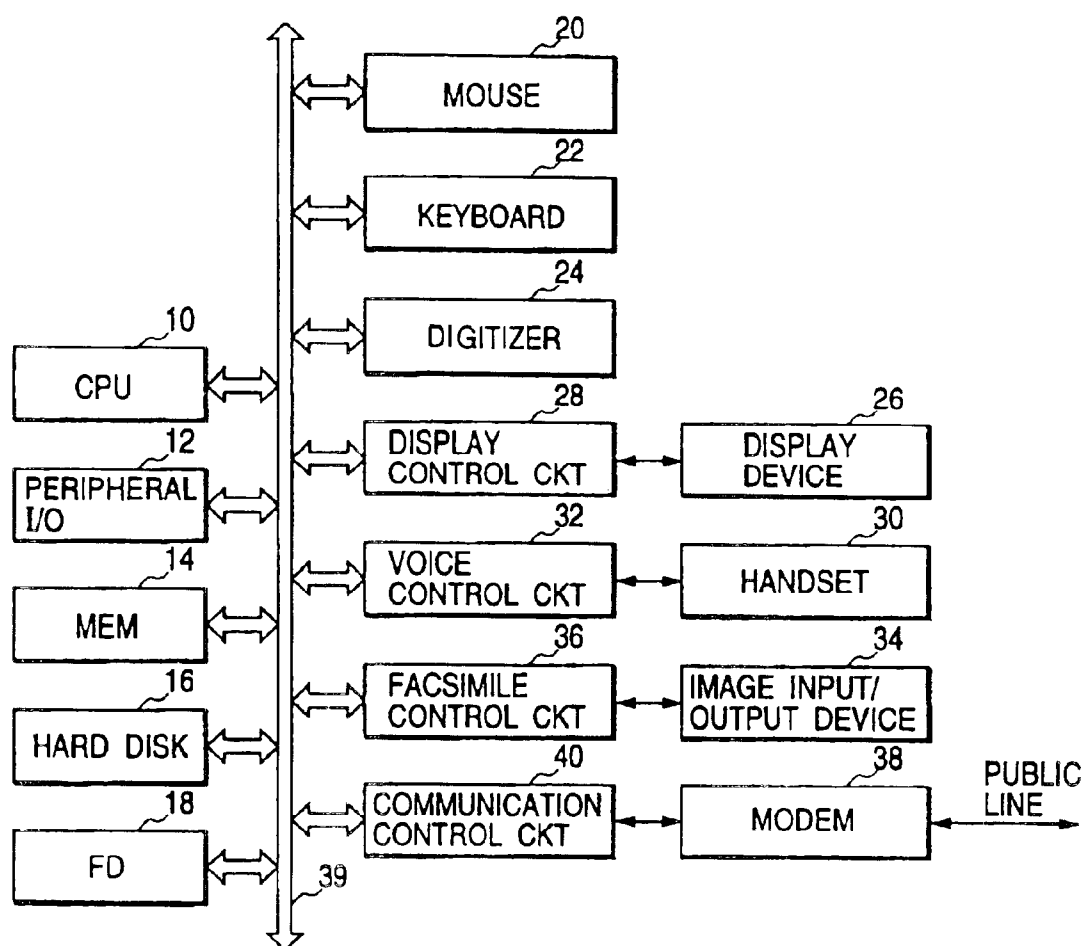 20
MOUSE
22
KEYBOARD
24
DIGITIZER
10
CPU
28
DISPLAY
CONTROL CKT
26
DISPLAY
DEVICE
12
PERIPHERAL
I/O
32
VOICE
CONTROL CKT
30
HANDSET
14
MEM
36
FACSIMILE
CONTROL CKT
34
IMAGE INPUT/
OUTPUT DEVICE
16
HARD DISK
40
COMMUNICATION
CONTROL CKT
38
MODEM
PUBLIC
LINE
18
FD
39